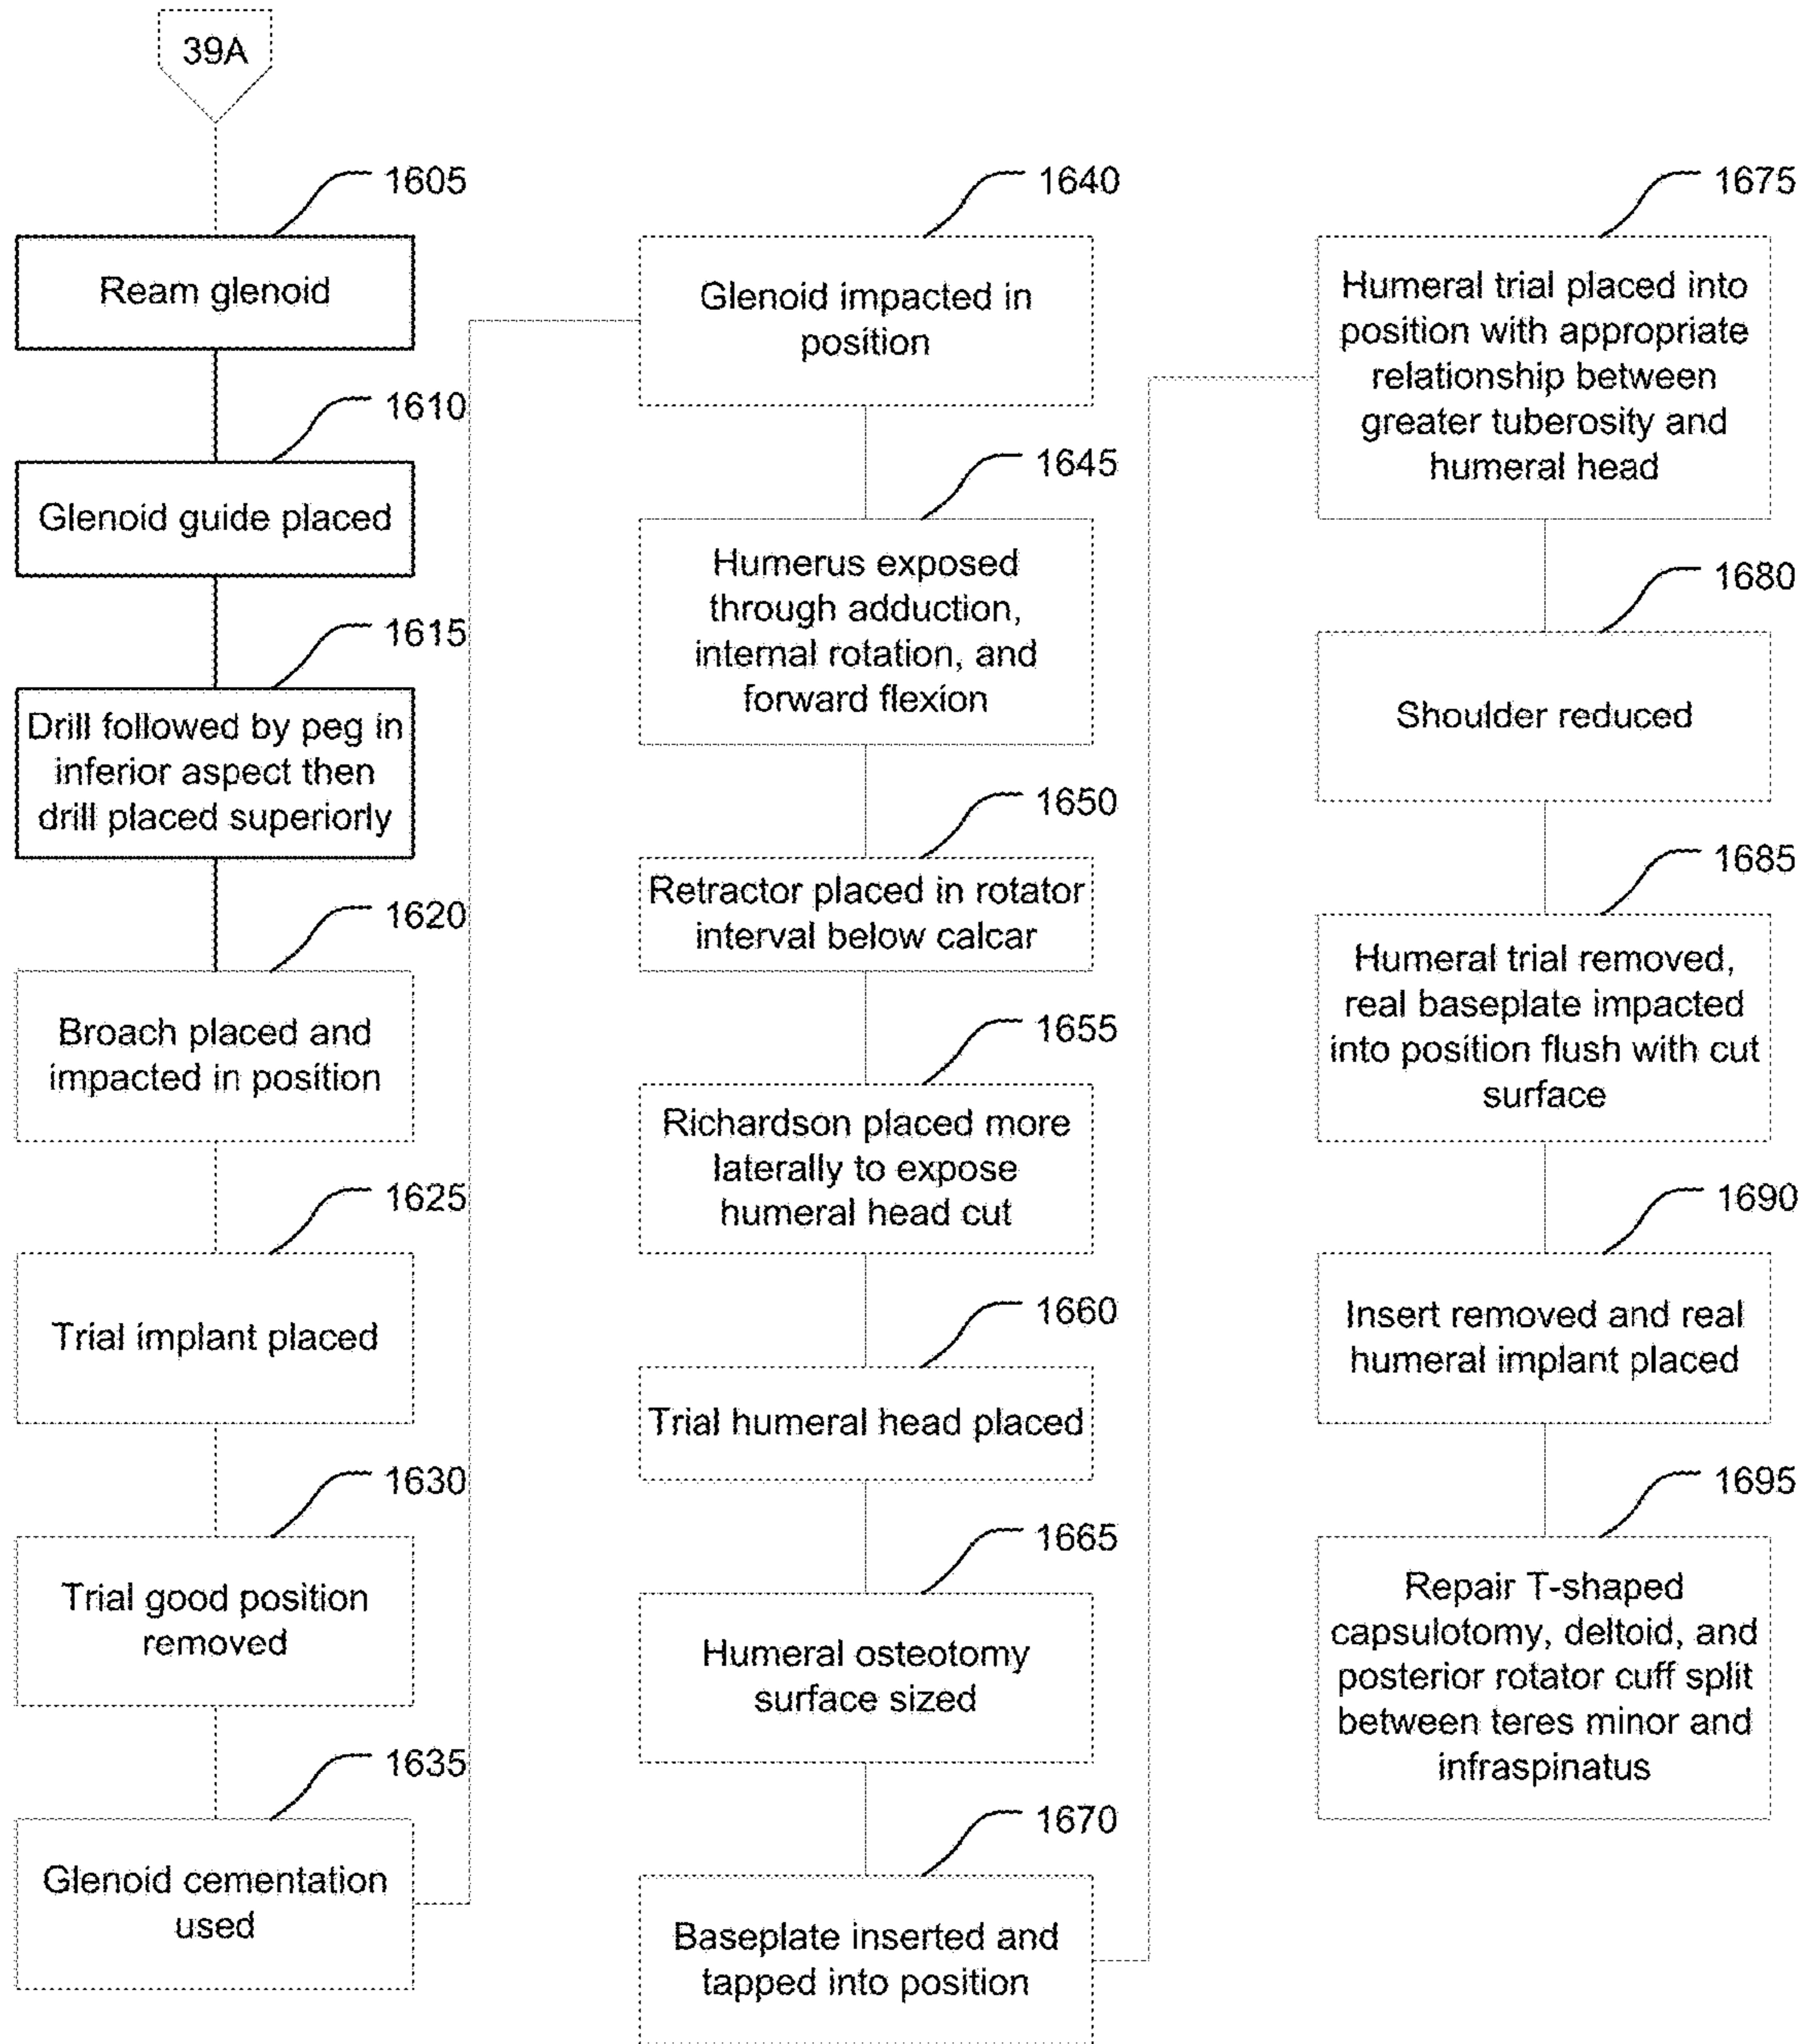 39A
1605
Ream glenoid
1610
Glenoid guide placed
1615
Drill followed by peg in
inferior aspect then
drill placed superiorly
1620
Broach placed and
impacted in position
1625
Trial implant placed
1630
Trial good position
removed
1635
Glenoid cementation
used
1640
Glenoid impacted in
position
1645
Humerus exposed
through adduction,
internal rotation, and
forward flexion
1650
Retractor placed in rotator
interval below calcar
1655
Richardson placed more
laterally to expose
humeral head cut
1660
Trial humeral head placed
1665
Humeral osteotomy
surface sized
1670
Baseplate inserted and
tapped into position
1675
Humeral trial placed into
position with appropriate
relationship between
greater tuberosity and
humeral head
1680
Shoulder reduced
1685
Humeral trial removed,
real baseplate impacted
into position flush with cut
surface
1690
Insert removed and real
humeral implant placed
1695
Repair T-shaped
capsulotomy, deltoid, and
posterior rotator cuff split
between teres minor and
infraspinatus